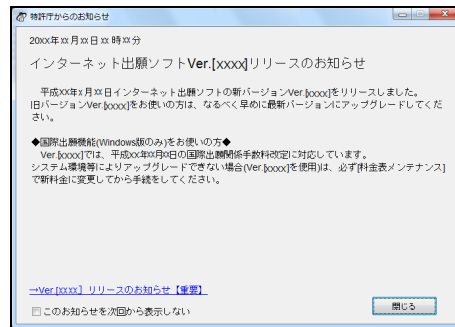 特許庁からのお知らせ
20xx年xx月xx日 xx時xx分
インターネット出願ソフトVer.[xxxx]リリースのお知らせ
平成xx年x月xx日インターネット出願ソフトの新バージョンVer.[xxxx]をリリースしました。
旧バージョンVer.[xxxx]をお使いの方は、なるべく早めに最新バージョンにアップグレードしてくだ
さい。
◆国際出願機能(Windows版のみ)をお使いの方◆
Ver.[xxxx]では、平成xx年xx月xx日の国際出願関係手数料改定に対応しています。
システム環境等によりアップグレードできない場合(Ver.[xxxx]を使用)は、必ず[料金表メンテナンス]
で新料金に変更してから手続をしてください。
→Ver.[xxxx] リリースのお知らせ【重要】
このお知らせを次回から表示しない
閉じる